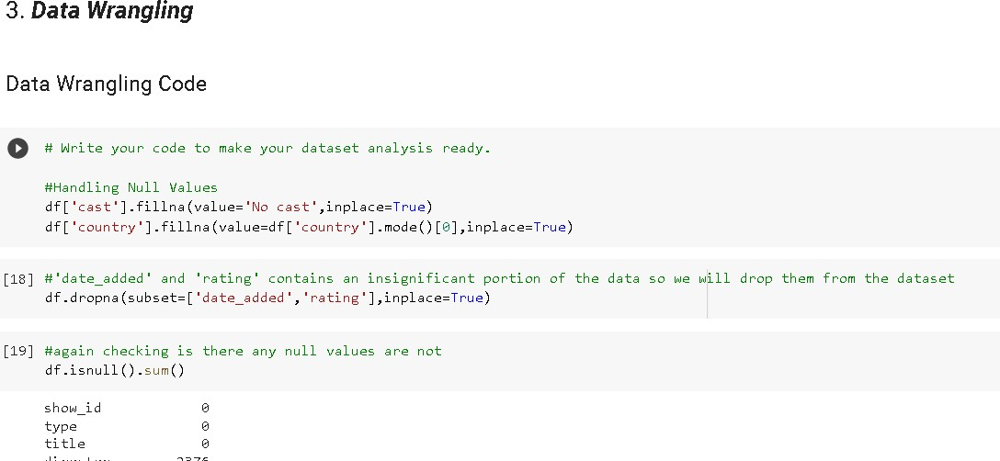 3. Data Wrangling
Data Wrangling Code
# Write your code to make your dataset analysis ready.
#Handling Null Values
df['cast'].fillna(value='No cast',inplace=True)
df['country'].fillna(value=df['country'].mode()[0],inplace=True)
[18] #'date_added' and 'rating' contains an insignificant portion of the data so we will drop them from the dataset
df.dropna(subset=['date_added','rating'],inplace=True)
[19] #again checking is there any null values are not
df.isnull().sum()
show_id 0
type 0
title 0